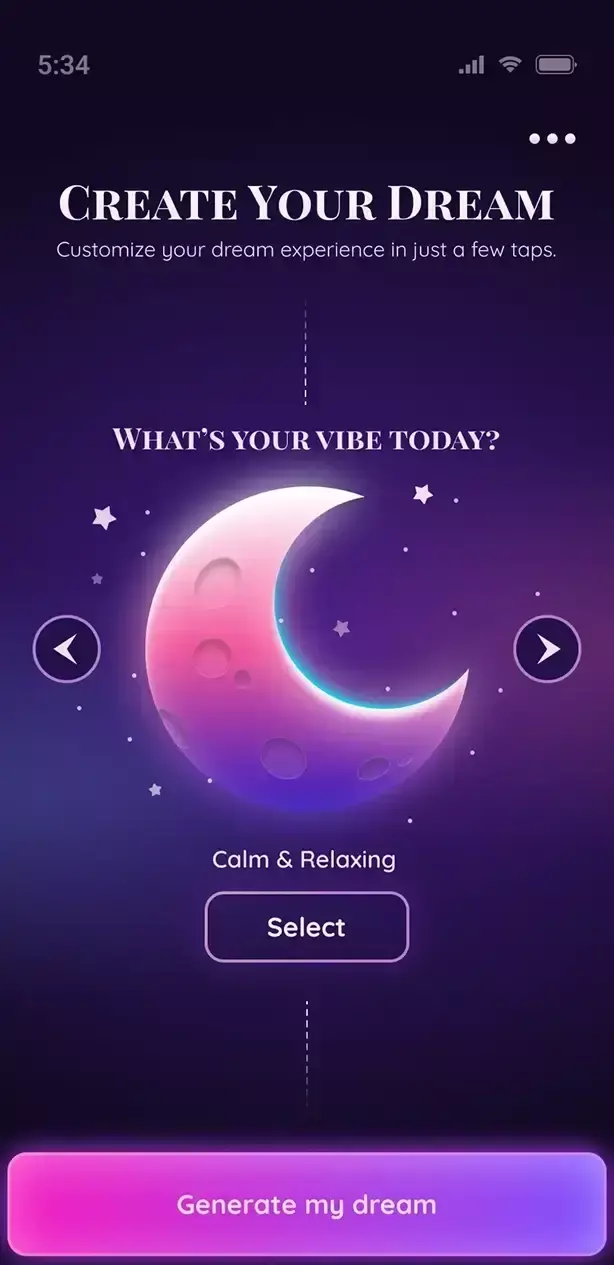 5:34
Create Your Dream
Customize your dream experience in just a few taps.
What's your vibe today?
Calm & Relaxing
Select
Generate my dream